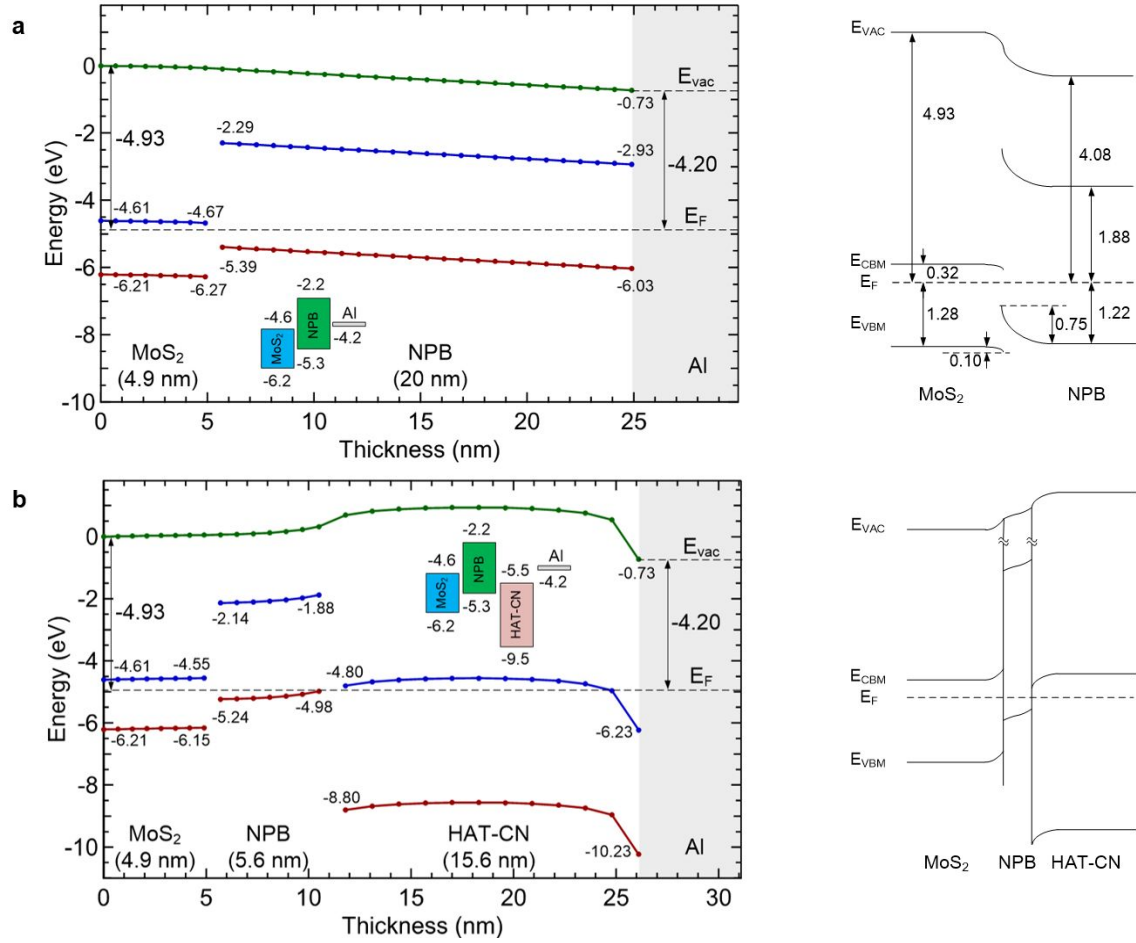 a
Energy (eV)
0
-2
-4
-6
-8
-10
0
5
10
15
20
25
30
Thickness (nm)
-4.93
-2.29
-4.61
-4.67
-5.39
-6.21
-6.27
E_vac
-0.73
-2.93
-4.20
E_F
-6.03
-2.2
-4.6
MoS₂
NPB
Al
-4.2
-5.3
-6.2
MoS₂
(4.9 nm)
NPB
(20 nm)
Al
E_VAC
4.93
4.08
1.88
E_CBM
0.32
E_F
1.28
0.75
1.22
E_VBM
0.10
MoS₂
NPB
b
Energy (eV)
0
-2
-4
-6
-8
-10
0
5
10
15
20
25
30
Thickness (nm)
-4.93
-2.14
-1.88
-4.61
-4.55
-4.80
-5.24
-4.98
-6.21
-6.15
-8.80
E_vac
-0.73
-4.20
E_F
-6.23
-10.23
-2.2
-4.6
MoS₂
NPB
-5.5
Al
-4.2
-5.3
-6.2
HAT-CN
-9.5
MoS₂
(4.9 nm)
NPB
(5.6 nm)
HAT-CN
(15.6 nm)
Al
E_VAC
E_CBM
E_F
E_VBM
MoS₂
NPB
HAT-CN